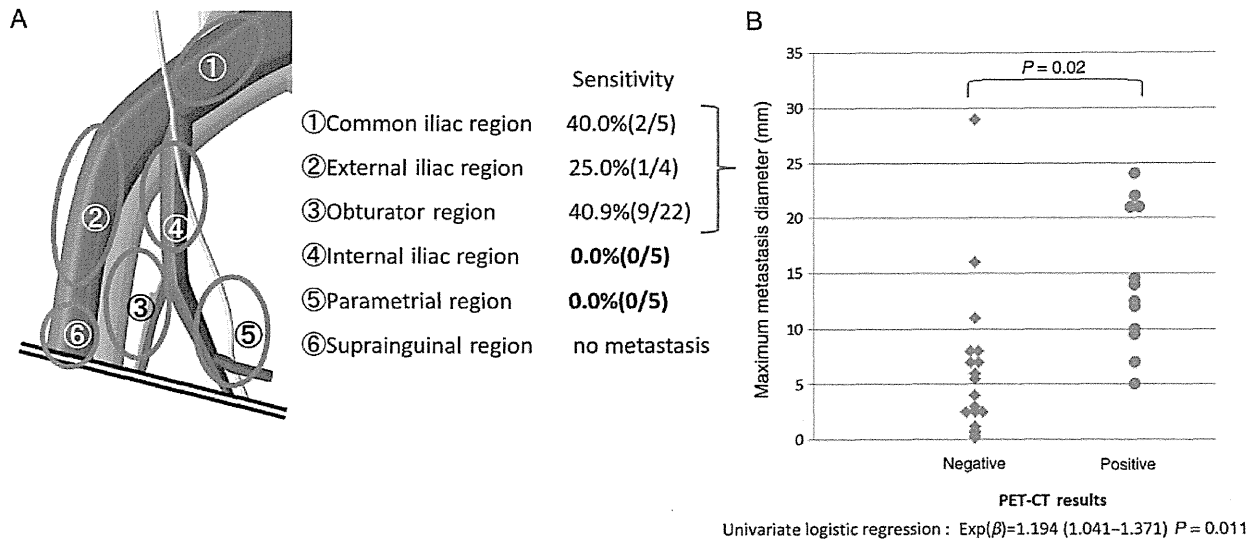 A
①
②
③
④
⑤
⑥
Sensitivity
①Common iliac region 40.0%(2/5)
②External iliac region 25.0%(1/4)
③Obturator region 40.9%(9/22)
④Internal iliac region 0.0%(0/5)
⑤Parametrial region 0.0%(0/5)
⑥Suprainguinal region no metastasis
B
P = 0.02
Maximum metastasis diameter (mm)
35
30
25
20
15
10
5
0
Negative Positive
PET-CT results
Univariate logistic regression : Exp(β)=1.194 (1.041–1.371) P = 0.011